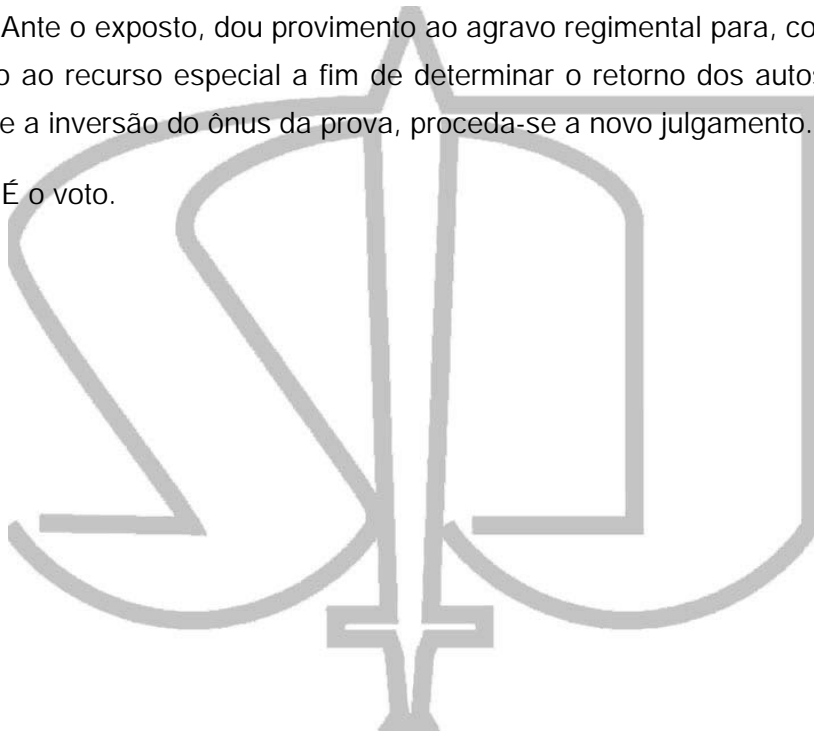 Ante o exposto, dou provimento ao agravo regimental para, co
o ao recurso especial a fim de determinar o retorno dos autos
e a inversão do ônus da prova, proceda-se a novo julgamento.
É o voto.